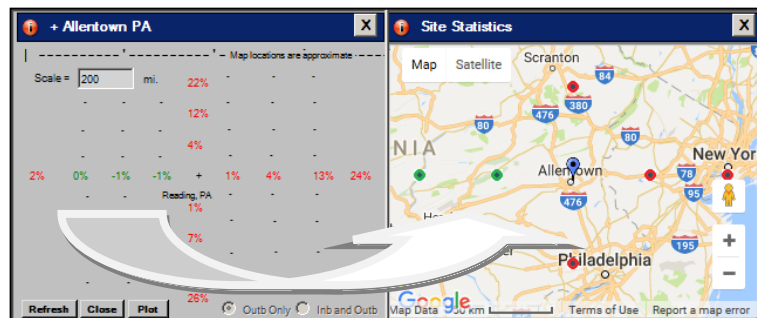 + Allentown PA X
- Map locations are approximate -
Scale = 200 mi.
22%
12%
4%
2% 0% -1% -1% + 1% 4% 13% 24%
Reading, PA
1%
7%
26%
Refresh Close Plot Outb Only Inb and Outb
Site Statistics X
Map Satellite
Scranton
84
380
476
80
80
NIA
New Yor
Allentown
78
476
95
195
Philadelphia
+
−
Google
Map Data 50 km Terms of Use Report a map error